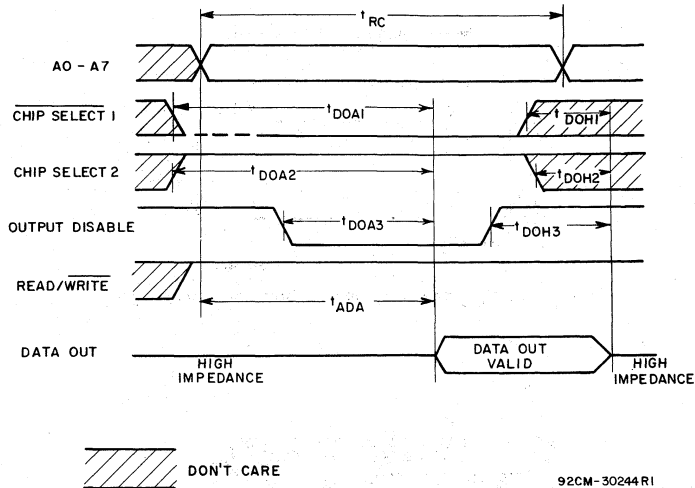 tRC
A0 - A7
CHIP SELECT 1
tDOA1
tDOH1
CHIP SELECT 2
tDOA2
tDOH2
OUTPUT DISABLE
tDOA3
tDOH3
READ/WRITE
tADA
DATA OUT
HIGH
IMPEDANCE
DATA OUT
VALID
HIGH
IMPEDANCE
DON'T CARE
92CM-30244R1